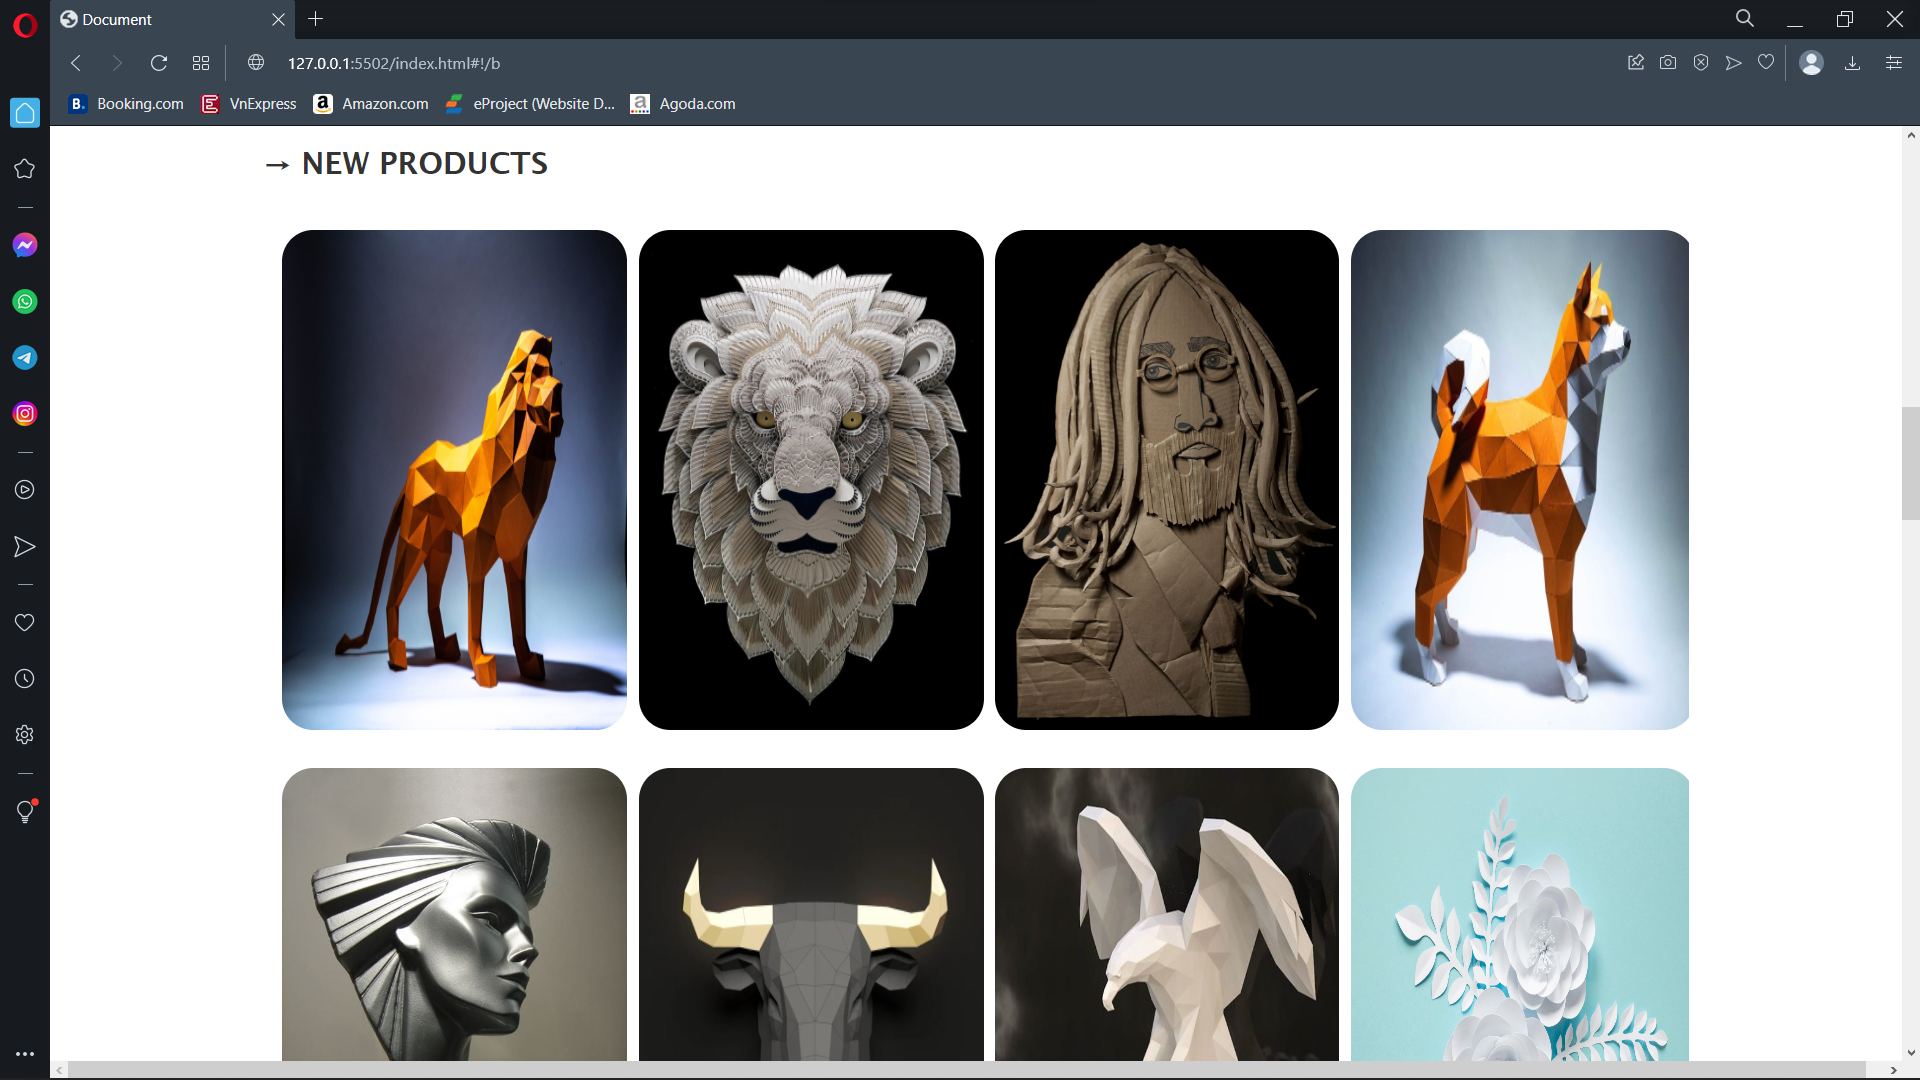 Document
127.0.0.1:5502/index.html#!/b
B. Booking.com E VnExpress a Amazon.com eProject (Website D... a Agoda.com
→ NEW PRODUCTS